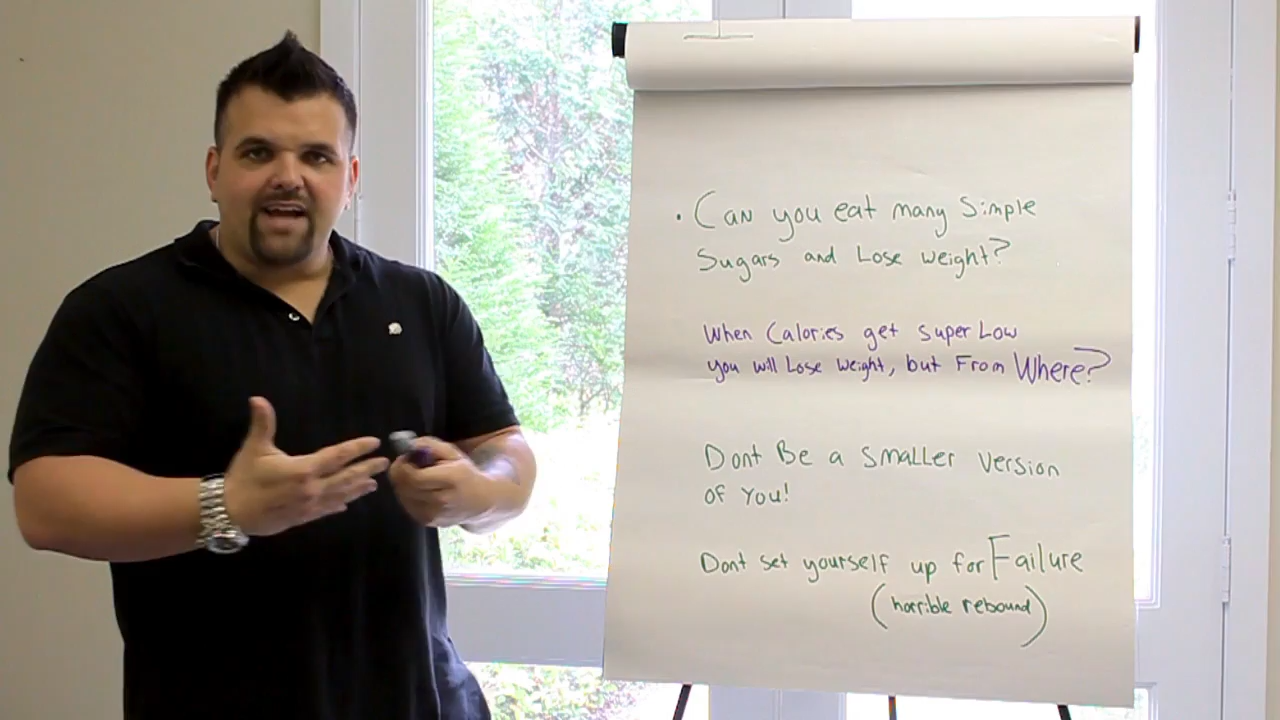 · Can you eat many Simple
Sugars and Lose weight?
When Calories get super Low
you will Lose weight, but From Where?
Dont Be a smaller version
of You!
Dont set yourself up for Failure
(horrible rebound)